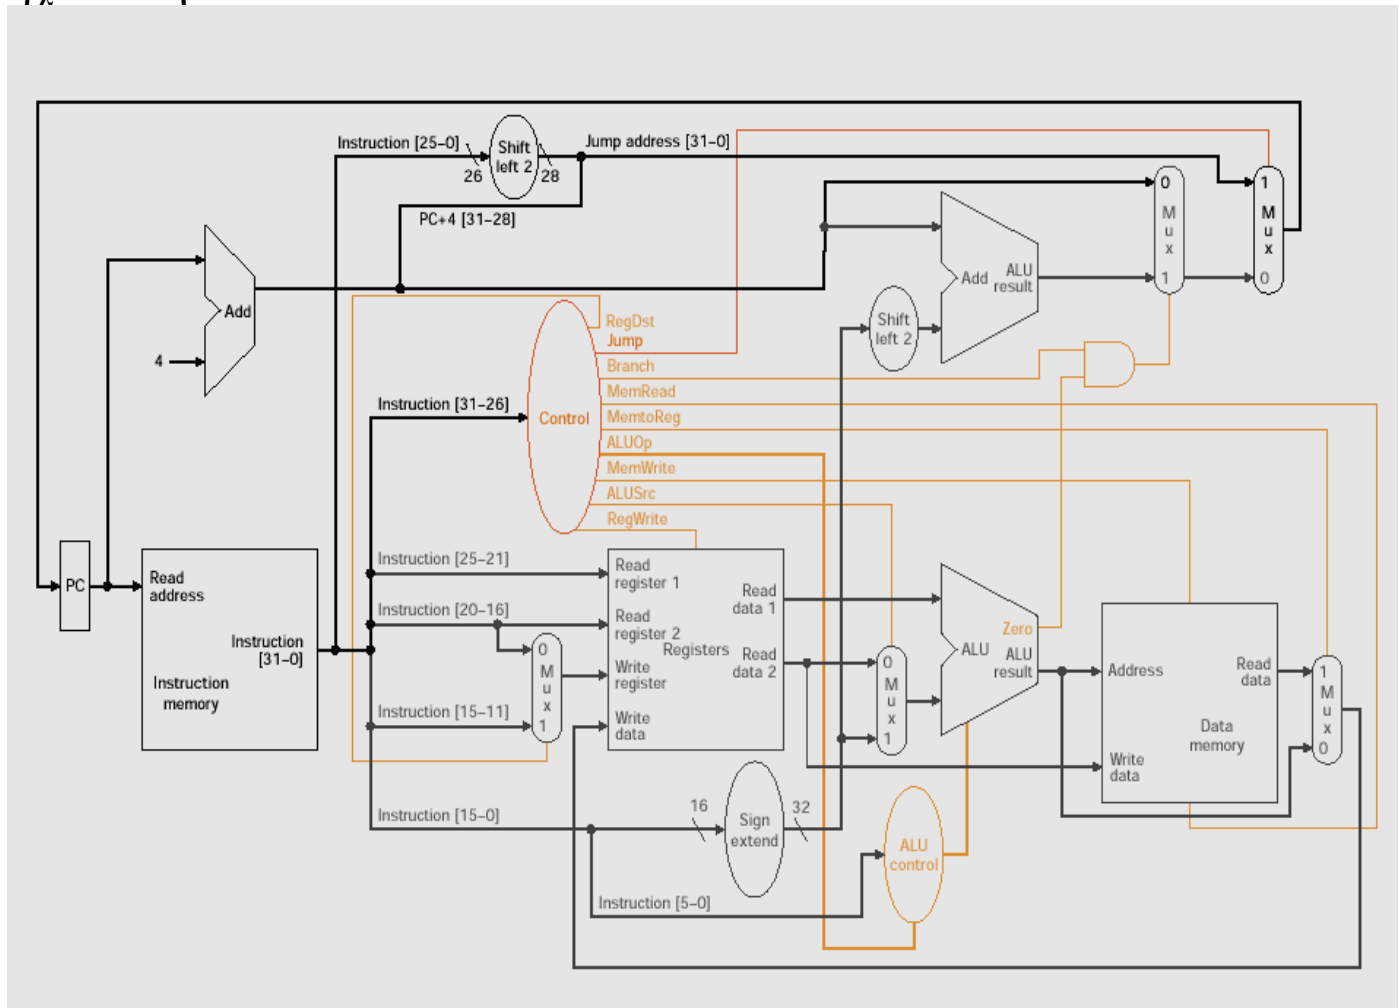 Instruction [25–0]
Shift
left 2
Jump address [31–0]
26
28
PC+4 [31–28]
Add
4
0
M
u
x
1
1
M
u
x
0
Add
ALU
result
Shift
left 2
RegDst
Jump
Branch
MemRead
MemtoReg
ALUOp
MemWrite
ALUSrc
RegWrite
Control
Instruction [31–26]
PC
Read
address
Instruction
[31–0]
Instruction
memory
Instruction [25–21]
Instruction [20–16]
Instruction [15–11]
Instruction [15–0]
0
M
u
x
1
Read
register 1
Read
register 2
Write
register
Write
data
Registers
Read
data 1
Read
data 2
0
M
u
x
1
Zero
ALU
ALU
result
Address
Write
data
Read
data
Data
memory
1
M
u
x
0
16
Sign
extend
32
ALU
control
Instruction [5–0]